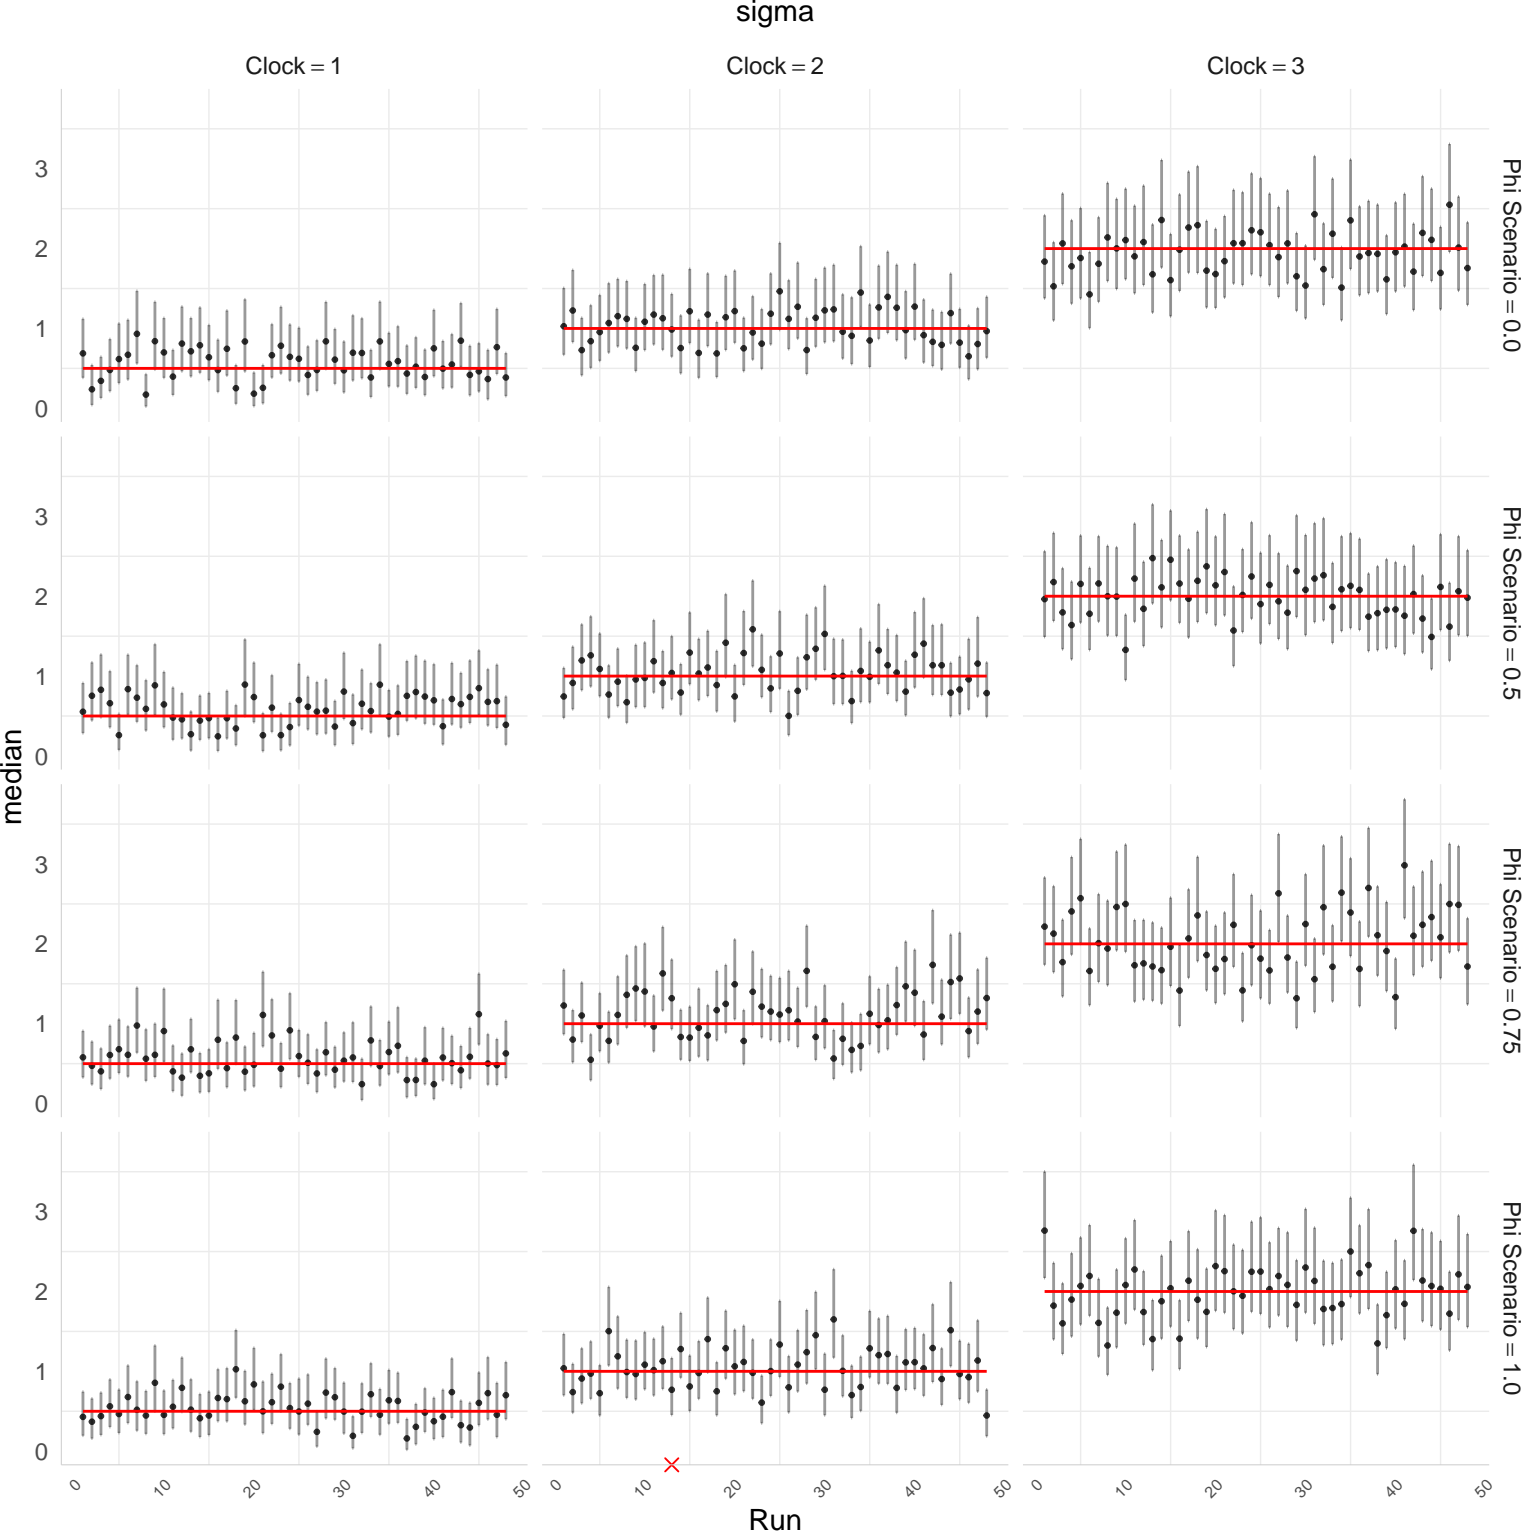 sigma
Clock = 1
Clock = 2
Clock = 3
3
2
1
0
Phi Scenario = 0.0
3
2
1
0
Phi Scenario = 0.5
median
3
2
1
0
Phi Scenario = 0.75
3
2
1
0
Phi Scenario = 1.0
0 10 20 30 40 50
0 10 20 30 40 50
0 10 20 30 40 50
Run